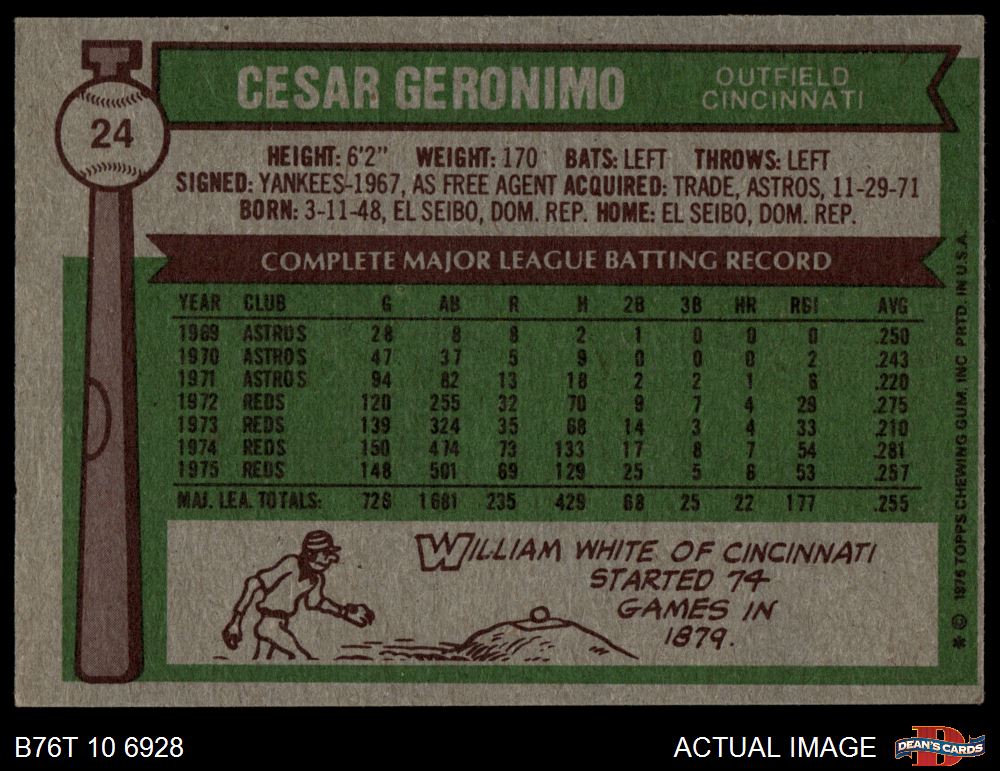 24
CESAR GERONIMO
OUTFIELD
CINCINNATI
HEIGHT: 6'2" WEIGHT: 170 BATS: LEFT THROWS: LEFT
SIGNED: YANKEES-1967, AS FREE AGENT ACQUIRED: TRADE, ASTROS, 11-29-71
BORN: 3-11-48, EL SEIBO, DOM. REP. HOME: EL SEIBO, DOM. REP.
COMPLETE MAJOR LEAGUE BATTING RECORD
YEAR CLUB G AB R H 2B 3B HR RBI AVG
1969 ASTROS 28 8 8 2 1 0 0 0 .250
1970 ASTROS 47 37 5 9 0 0 0 2 .243
1971 ASTROS 94 82 13 18 2 2 1 6 .220
1972 REDS 120 255 32 70 9 7 4 29 .275
1973 REDS 139 324 35 68 14 3 4 33 .210
1974 REDS 150 474 73 133 17 8 7 54 .281
1975 REDS 148 501 69 129 25 5 6 53 .257
MAJ. LEA. TOTALS: 726 1681 235 429 68 25 22 177 .255
WILLIAM WHITE OF CINCINNATI
STARTED 74
GAMES IN
1879.
* © 1976 TOPPS CHEWING GUM, INC PRTD. IN U.S.A.
B76T 10 6928
ACTUAL IMAGE
DEAN'S CARDS